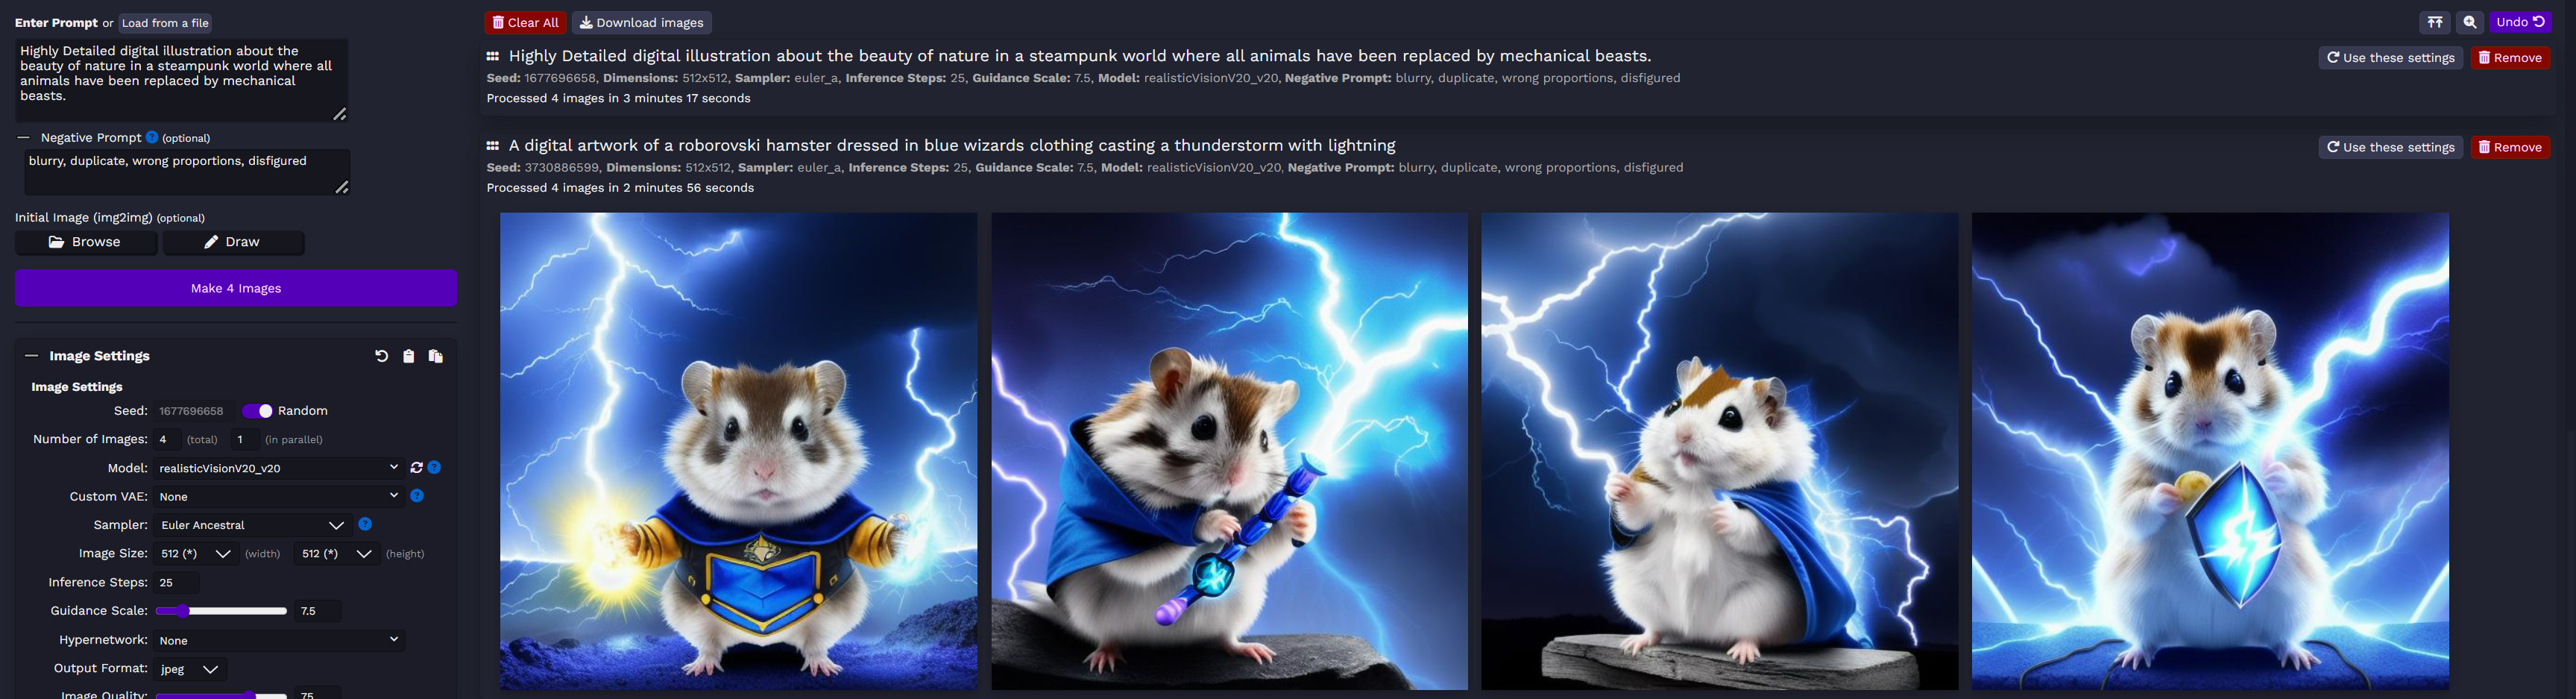 Enter Prompt or Load from a file
Highly Detailed digital illustration about the
beauty of nature in a steampunk world where all
animals have been replaced by mechanical
beasts.
Negative Prompt ? (optional)
blurry, duplicate, wrong proportions, disfigured
Initial Image (img2img) (optional)
Browse Draw
Make 4 Images
Image Settings
Image Settings
Seed: 1677696658 Random
Number of Images: 4 (total) 1 (in parallel)
Model: realisticVisionV20_v20 ?
Custom VAE: None ?
Sampler: Euler Ancestral ?
Image Size: 512 (*) (width) 512 (*) (height)
Inference Steps: 25
Guidance Scale: 7.5
Hypernetwork: None
Output Format: jpeg
Image Quality: 75
Clear All Download images Undo
Highly Detailed digital illustration about the beauty of nature in a steampunk world where all animals have been replaced by mechanical beasts. Use these settings Remove
Seed: 1677696658, Dimensions: 512x512, Sampler: euler_a, Inference Steps: 25, Guidance Scale: 7.5, Model: realisticVisionV20_v20, Negative Prompt: blurry, duplicate, wrong proportions, disfigured
Processed 4 images in 3 minutes 17 seconds
A digital artwork of a roborovski hamster dressed in blue wizards clothing casting a thunderstorm with lightning Use these settings Remove
Seed: 3730886599, Dimensions: 512x512, Sampler: euler_a, Inference Steps: 25, Guidance Scale: 7.5, Model: realisticVisionV20_v20, Negative Prompt: blurry, duplicate, wrong proportions, disfigured
Processed 4 images in 2 minutes 56 seconds